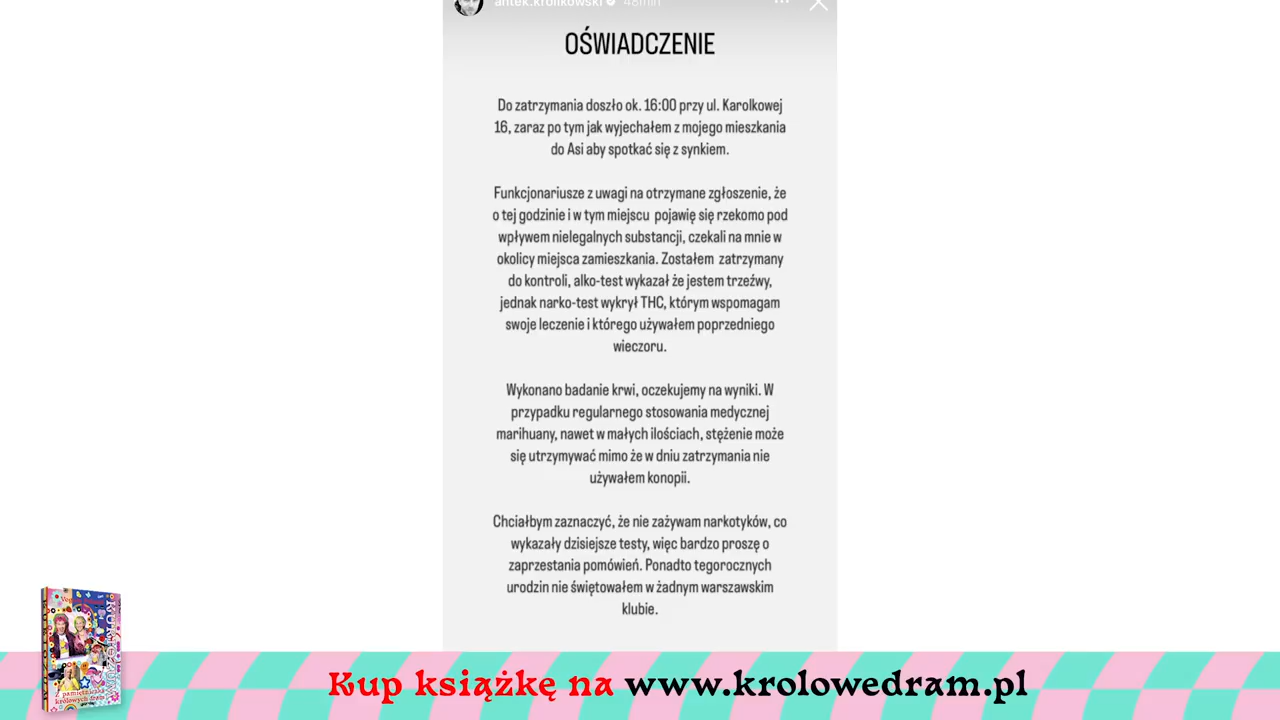 antek.krolikowski 48min
OŚWIADCZENIE
Do zatrzymania doszło ok. 16:00 przy ul. Karolkowej
16, zaraz po tym jak wyjechałem z mojego mieszkania
do Asi aby spotkać się z synkiem.
Funkcjonariusze z uwagi na otrzymane zgłoszenie, że
o tej godzinie i w tym miejscu pojawię się rzekomo pod
wpływem nielegalnych substancji, czekali na mnie w
okolicy miejsca zamieszkania. Zostałem zatrzymany
do kontroli, alko-test wykazał że jestem trzeźwy,
jednak narko-test wykrył THC, którym wspomagam
swoje leczenie i którego używałem poprzedniego
wieczoru.
Wykonano badanie krwi, oczekujemy na wyniki. W
przypadku regularnego stosowania medycznej
marihuany, nawet w małych ilościach, stężenie może
się utrzymywać mimo że w dniu zatrzymania nie
używałem konopii.
Chciałbym zaznaczyć, że nie zażywam narkotyków, co
wykazały dzisiejsze testy, więc bardzo proszę o
zaprzestania pomówień. Ponadto tegorocznych
urodzin nie świętowałem w żadnym warszawskim
klubie.
Z pamiętnika
królowych dram
Kup książkę na www.krolowedram.pl